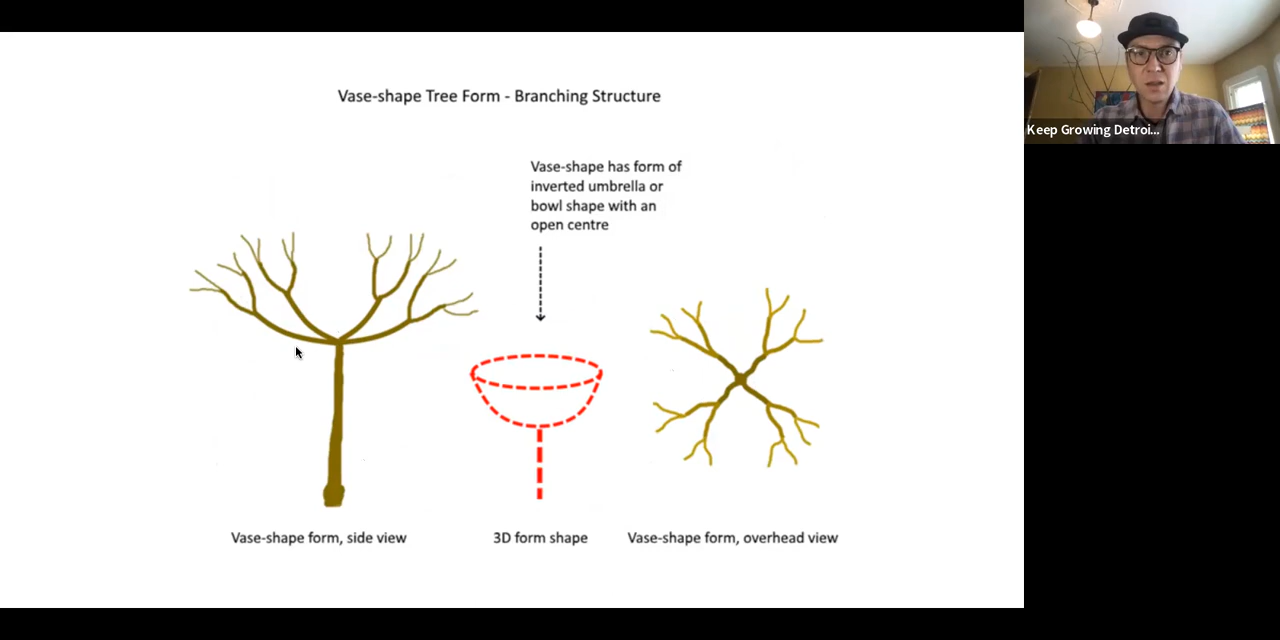 Vase-shape Tree Form - Branching Structure
Vase-shape has form of
inverted umbrella or
bowl shape with an
open centre
Vase-shape form, side view
3D form shape
Vase-shape form, overhead view
Keep Growing Detroi...